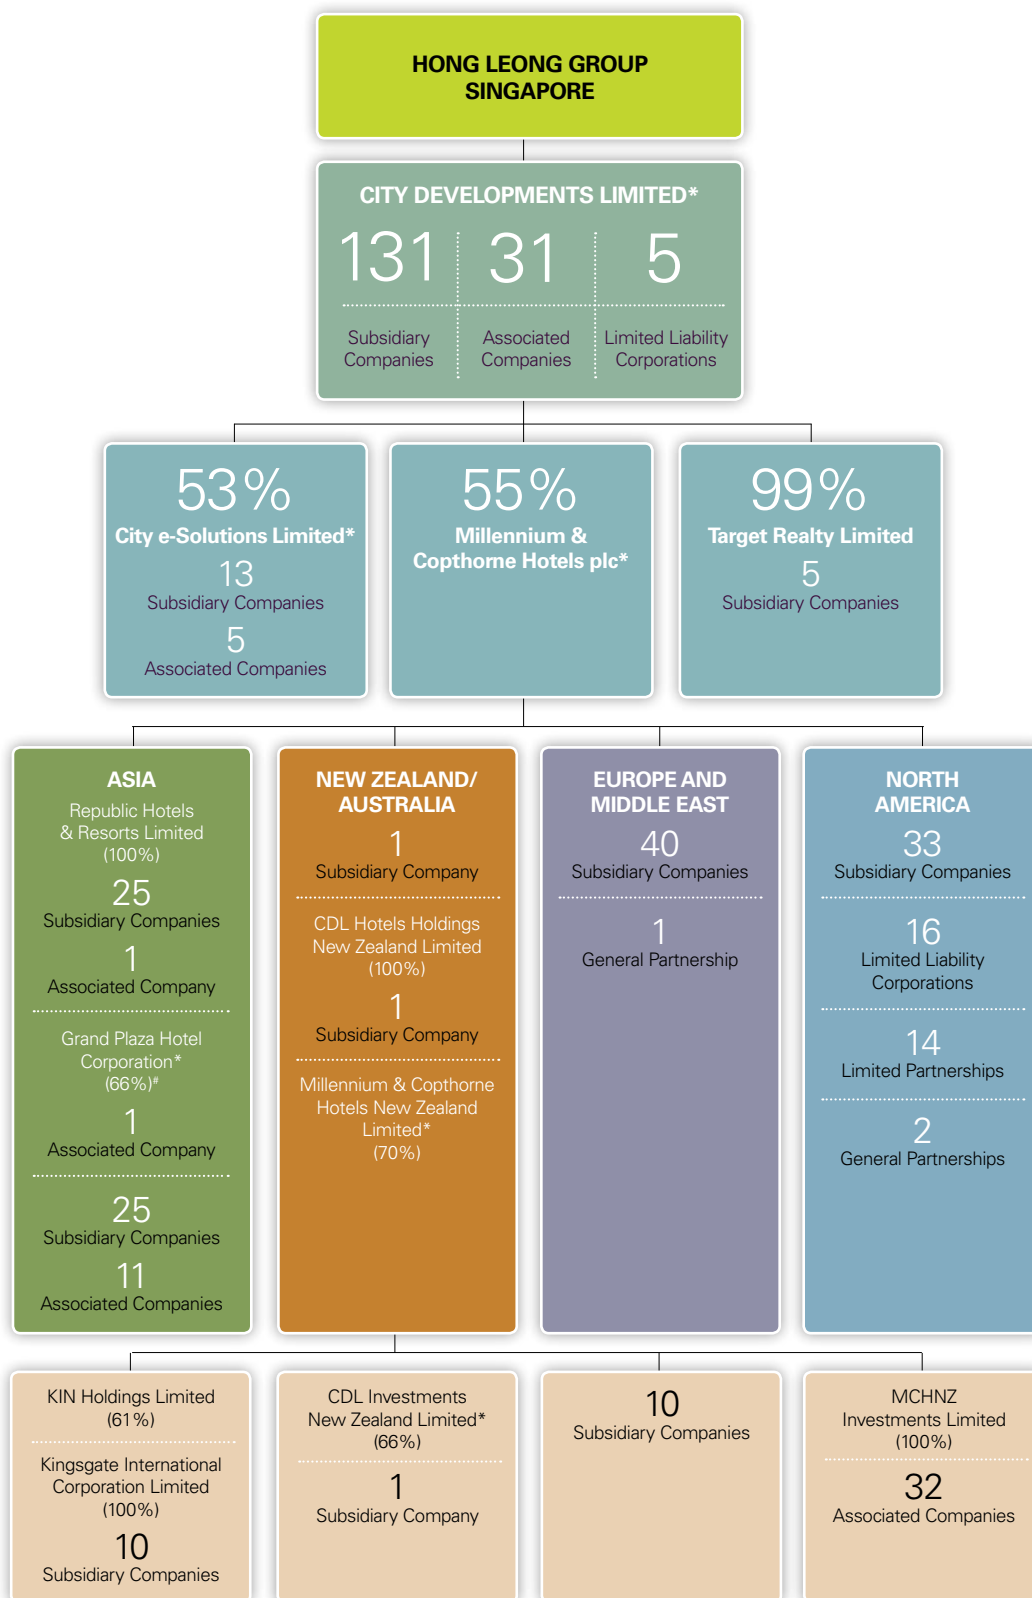 HONG LEONG GROUP
SINGAPORE
CITY DEVELOPMENTS LIMITED*
131
Subsidiary
Companies
31
Associated
Companies
5
Limited Liability
Corporations
53%
City e-Solutions Limited*
13
Subsidiary Companies
5
Associated Companies
55%
Millennium &
Copthorne Hotels plc*
99%
Target Realty Limited
5
Subsidiary Companies
ASIA
Republic Hotels
& Resorts Limited
(100%)
25
Subsidiary Companies
1
Associated Company
Grand Plaza Hotel
Corporation*
(66%)#
1
Associated Company
25
Subsidiary Companies
11
Associated Companies
NEW ZEALAND/
AUSTRALIA
1
Subsidiary Company
CDL Hotels Holdings
New Zealand Limited
(100%)
1
Subsidiary Company
Millennium & Copthorne
Hotels New Zealand
Limited*
(70%)
EUROPE AND
MIDDLE EAST
40
Subsidiary Companies
1
General Partnership
NORTH
AMERICA
33
Subsidiary Companies
16
Limited Liability
Corporations
14
Limited Partnerships
2
General Partnerships
KIN Holdings Limited
(61%)
Kingsgate International
Corporation Limited
(100%)
10
Subsidiary Companies
CDL Investments
New Zealand Limited*
(66%)
1
Subsidiary Company
10
Subsidiary Companies
MCHNZ
Investments Limited
(100%)
32
Associated Companies